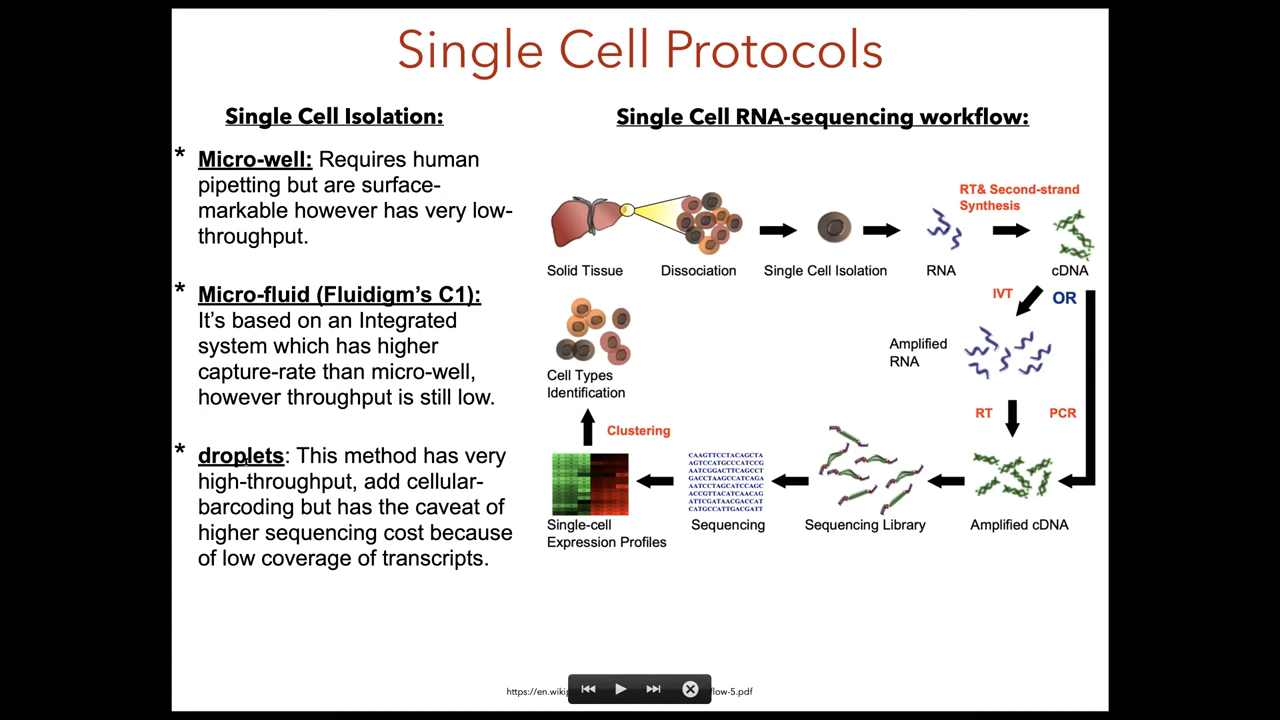 Single Cell Protocols
Single Cell Isolation:
* Micro-well: Requires human
pipetting but are surface-
markable however has very low-
throughput.
* Micro-fluid (Fluidigm's C1):
It's based on an Integrated
system which has higher
capture-rate than micro-well,
however throughput is still low.
* droplets: This method has very
high-throughput, add cellular-
barcoding but has the caveat of
higher sequencing cost because
of low coverage of transcripts.
Single Cell RNA-sequencing workflow:
RT& Second-strand
Synthesis
Solid Tissue
Dissociation
Single Cell Isolation
RNA
cDNA
IVT
OR
Amplified
RNA
RT
PCR
Cell Types
Identification
Clustering
CAAGTTCCTACAGCTA
AGTCCATGCCCATCCG
AATCGGACTTCAGCCT
GACCTAAGCCATCAGA
AATCCTAGCATCCAGC
ACCGTTACATCAACAG
ATTCGATAACGACCAT
CATGCCATTGACGATT
Single-cell
Expression Profiles
Sequencing
Sequencing Library
Amplified cDNA
https://en.wikip
flow-5.pdf